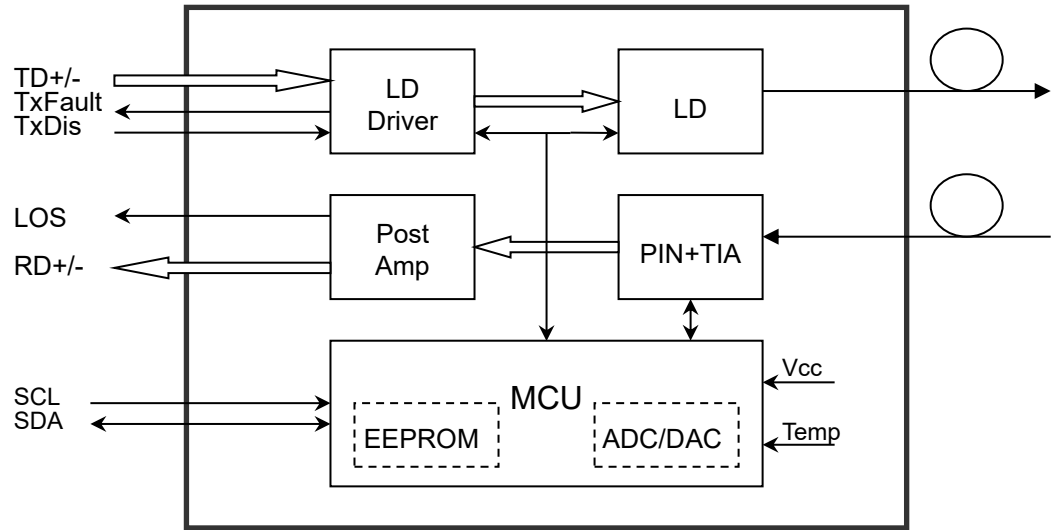 TD+/-
TxFault
TxDis
LD
Driver
LD
LOS
RD+/-
Post
Amp
PIN+TIA
SCL
SDA
MCU
EEPROM
ADC/DAC
Vcc
Temp